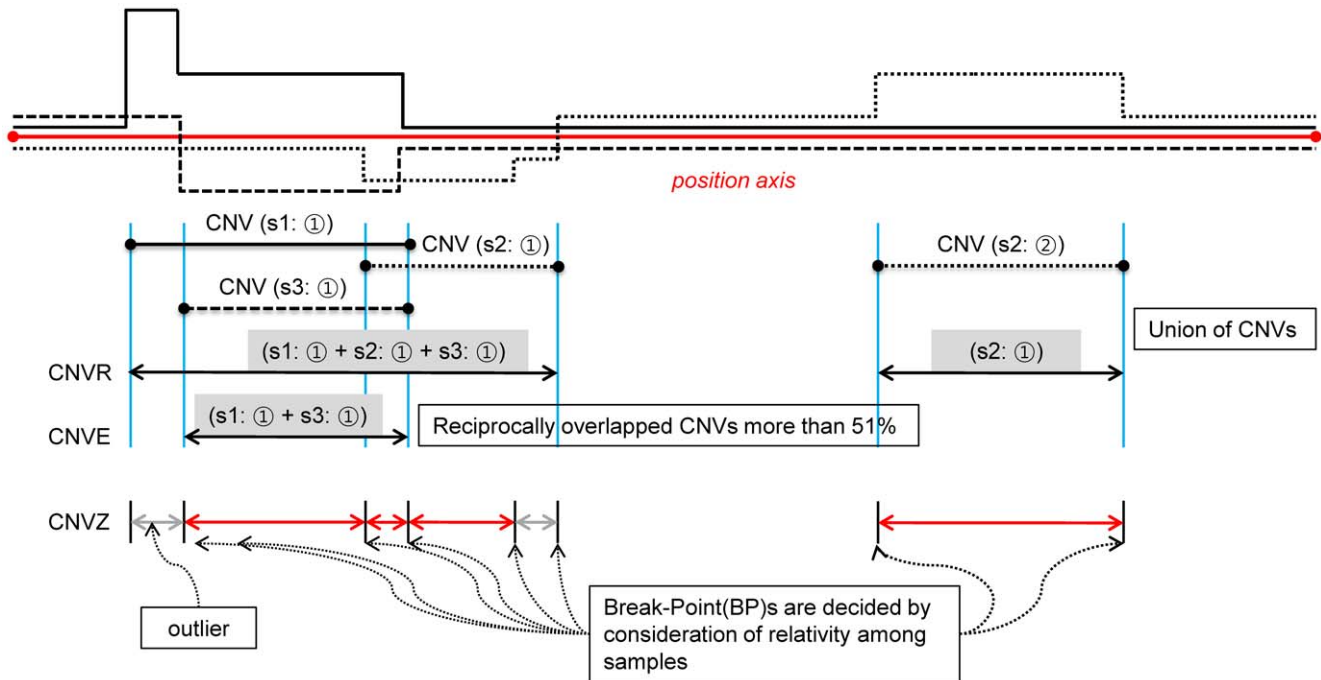 position axis
CNV (s1: ①)
CNV (s2: ①)
CNV (s2: ②)
CNV (s3: ①)
Union of CNVs
(s1: ① + s2: ① + s3: ①)
(s2: ①)
CNVR
(s1: ① + s3: ①)
Reciprocally overlapped CNVs more than 51%
CNVE
CNVZ
outlier
Break-Point(BP)s are decided by
consideration of relativity among
samples